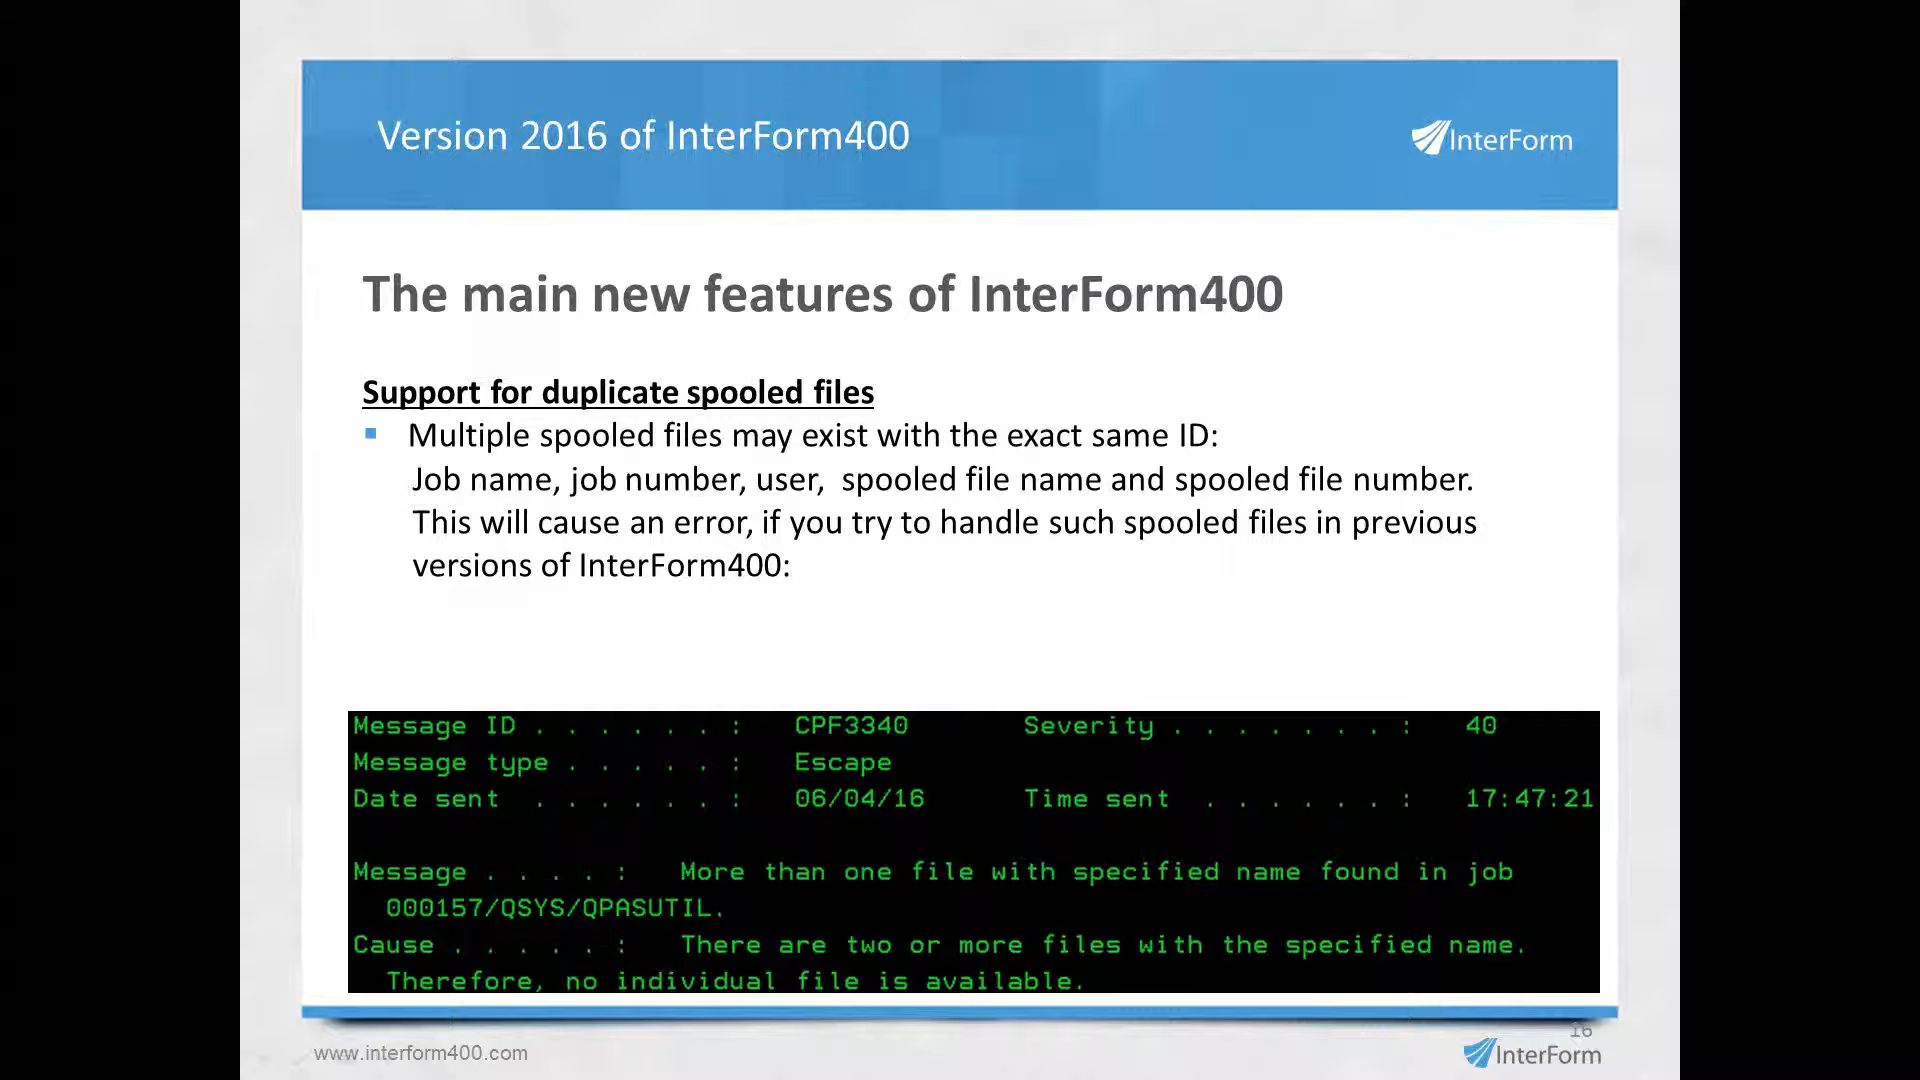 Version 2016 of InterForm400
InterForm
The main new features of InterForm400
Support for duplicate spooled files
▪ Multiple spooled files may exist with the exact same ID:
Job name, job number, user,  spooled file name and spooled file number.
This will cause an error, if you try to handle such spooled files in previous
versions of InterForm400:
Message ID . . . . . . :   CPF3340       Severity . . . . . . . :   40
Message type . . . . . :   Escape
Date sent  . . . . . . :   06/04/16      Time sent  . . . . . . :   17:47:21
Message . . . . :   More than one file with specified name found in job
000157/QSYS/QPASUTIL.
Cause . . . . . :   There are two or more files with the specified name.
Therefore, no individual file is available.
16
www.interform400.com
InterForm